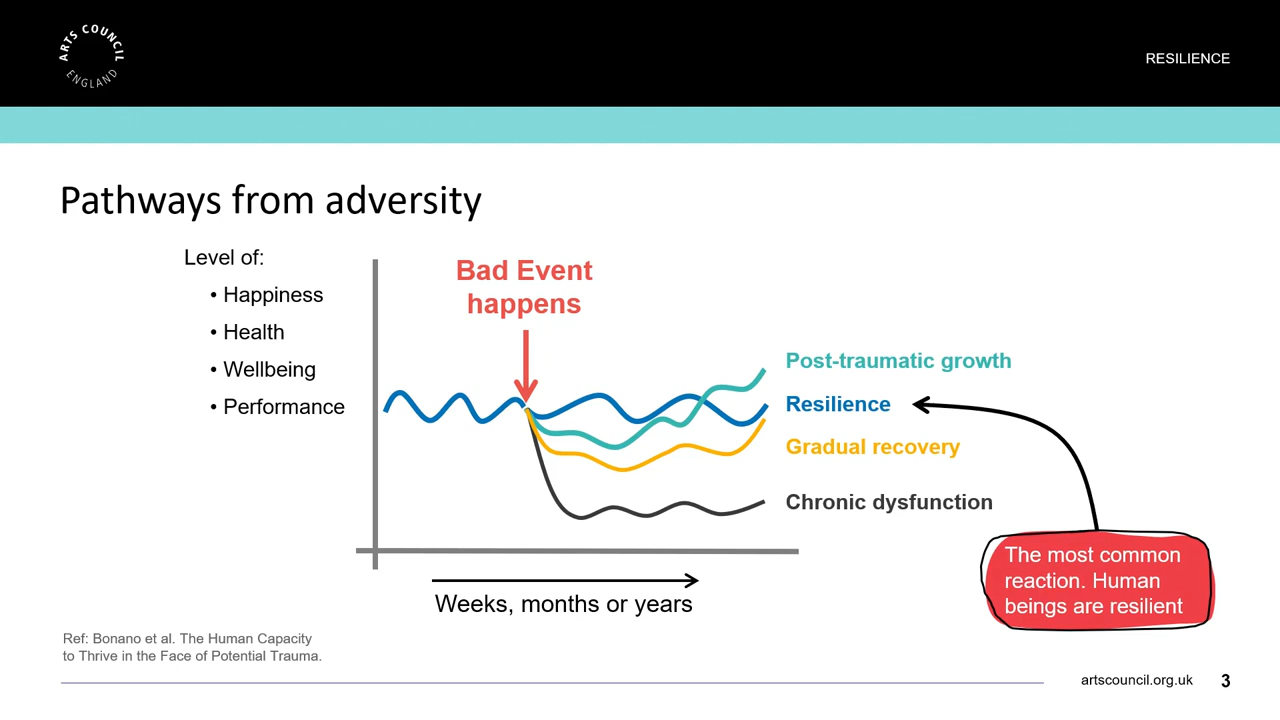 ARTS COUNCIL
ENGLAND
RESILIENCE
Pathways from adversity
Level of:
• Happiness
• Health
• Wellbeing
• Performance
Bad Event
happens
Post-traumatic growth
Resilience
Gradual recovery
Chronic dysfunction
The most common
reaction. Human
beings are resilient
Weeks, months or years
Ref: Bonano et al. The Human Capacity
to Thrive in the Face of Potential Trauma.
artscouncil.org.uk 3